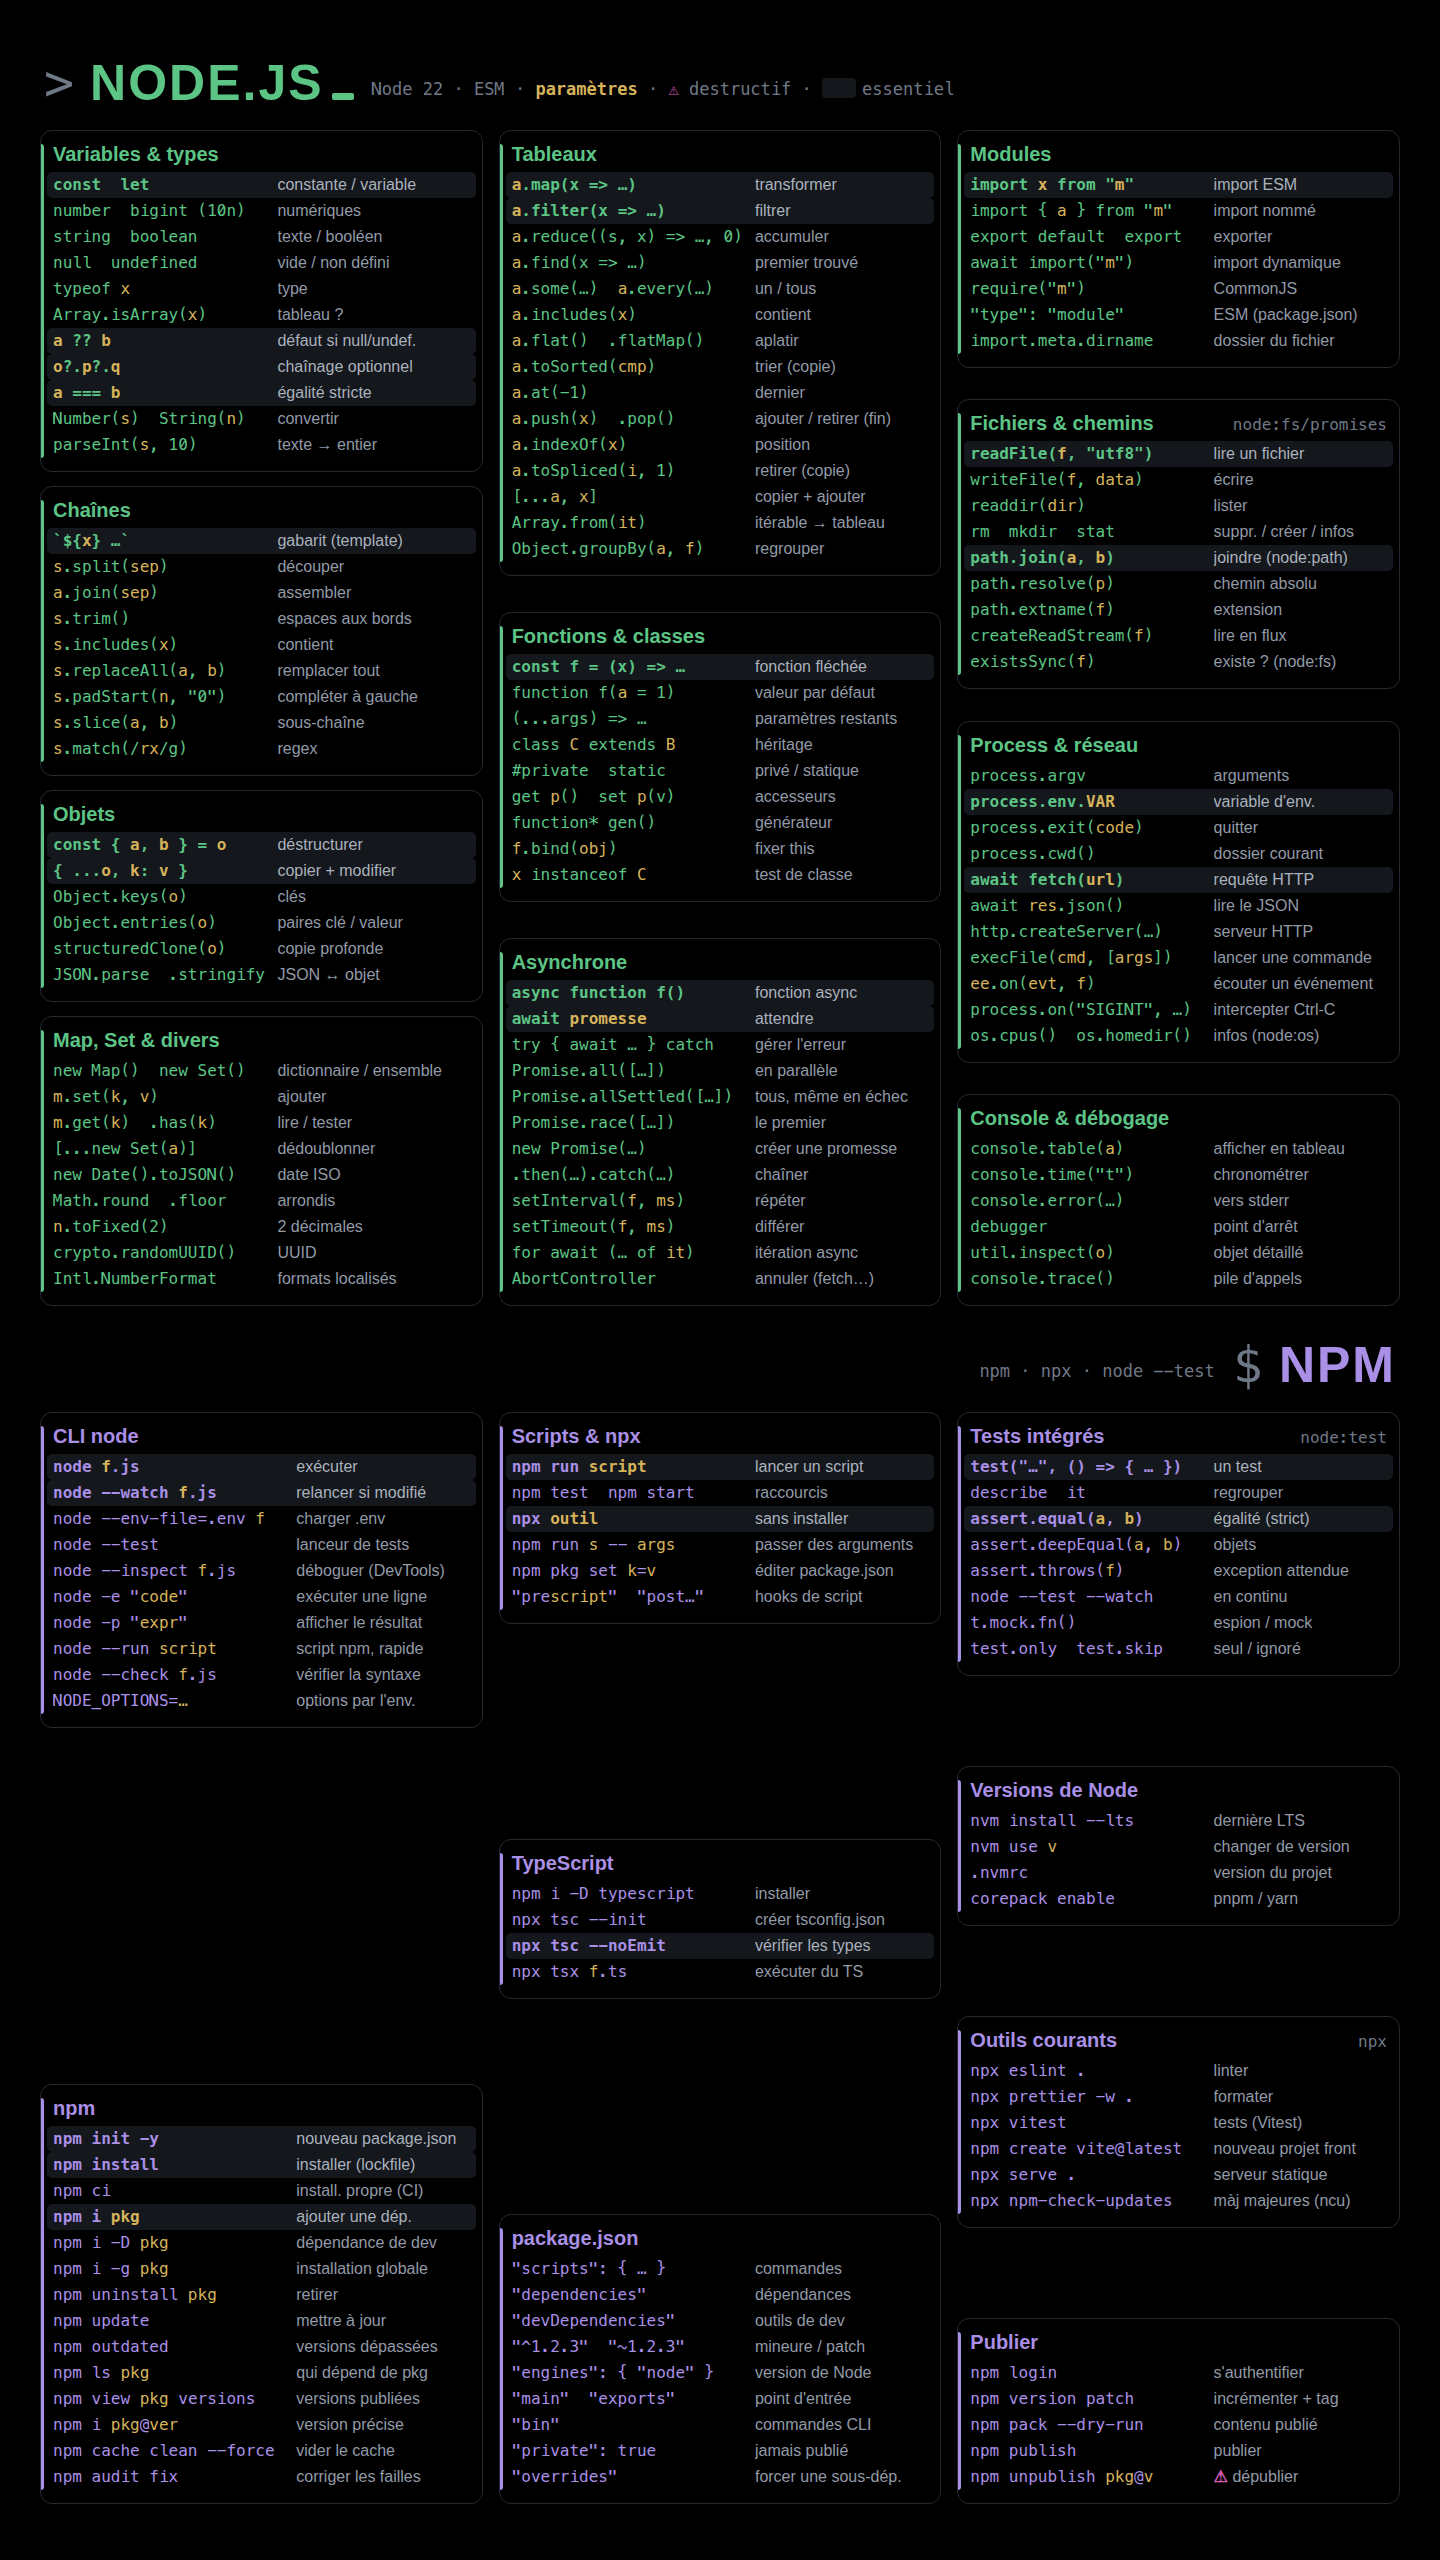 > NODE.JS_ Node 22 · ESM · paramètres · ⚠ destructif · essentiel
Variables & types
const  let constante / variable
number  bigint (10n) numériques
string  boolean texte / booléen
null  undefined vide / non défini
typeof x type
Array.isArray(x) tableau ?
a ?? b défaut si null/undef.
o?.p?.q chaînage optionnel
a === b égalité stricte
Number(s)  String(n) convertir
parseInt(s, 10) texte → entier
Chaînes
`${x} …` gabarit (template)
s.split(sep) découper
a.join(sep) assembler
s.trim() espaces aux bords
s.includes(x) contient
s.replaceAll(a, b) remplacer tout
s.padStart(n, "0") compléter à gauche
s.slice(a, b) sous-chaîne
s.match(/rx/g) regex
Objets
const { a, b } = o déstructurer
{ ...o, k: v } copier + modifier
Object.keys(o) clés
Object.entries(o) paires clé / valeur
structuredClone(o) copie profonde
JSON.parse  .stringify JSON ↔ objet
Map, Set & divers
new Map()  new Set() dictionnaire / ensemble
m.set(k, v) ajouter
m.get(k)  .has(k) lire / tester
[...new Set(a)] dédoublonner
new Date().toJSON() date ISO
Math.round  .floor arrondis
n.toFixed(2) 2 décimales
crypto.randomUUID() UUID
Intl.NumberFormat formats localisés
Tableaux
a.map(x => …) transformer
a.filter(x => …) filtrer
a.reduce((s, x) => …, 0) accumuler
a.find(x => …) premier trouvé
a.some(…)  a.every(…) un / tous
a.includes(x) contient
a.flat()  .flatMap() aplatir
a.toSorted(cmp) trier (copie)
a.at(-1) dernier
a.push(x)  .pop() ajouter / retirer (fin)
a.indexOf(x) position
a.toSpliced(i, 1) retirer (copie)
[...a, x] copier + ajouter
Array.from(it) itérable → tableau
Object.groupBy(a, f) regrouper
Fonctions & classes
const f = (x) => … fonction fléchée
function f(a = 1) valeur par défaut
(...args) => … paramètres restants
class C extends B héritage
#private  static privé / statique
get p()  set p(v) accesseurs
function* gen() générateur
f.bind(obj) fixer this
x instanceof C test de classe
Asynchrone
async function f() fonction async
await promesse attendre
try { await … } catch gérer l'erreur
Promise.all([…]) en parallèle
Promise.allSettled([…]) tous, même en échec
Promise.race([…]) le premier
new Promise(…) créer une promesse
.then(…).catch(…) chaîner
setInterval(f, ms) répéter
setTimeout(f, ms) différer
for await (… of it) itération async
AbortController annuler (fetch…)
Modules
import x from "m" import ESM
import { a } from "m" import nommé
export default  export exporter
await import("m") import dynamique
require("m") CommonJS
"type": "module" ESM (package.json)
import.meta.dirname dossier du fichier
Fichiers & chemins node:fs/promises
readFile(f, "utf8") lire un fichier
writeFile(f, data) écrire
readdir(dir) lister
rm  mkdir  stat suppr. / créer / infos
path.join(a, b) joindre (node:path)
path.resolve(p) chemin absolu
path.extname(f) extension
createReadStream(f) lire en flux
existsSync(f) existe ? (node:fs)
Process & réseau
process.argv arguments
process.env.VAR variable d'env.
process.exit(code) quitter
process.cwd() dossier courant
await fetch(url) requête HTTP
await res.json() lire le JSON
http.createServer(…) serveur HTTP
execFile(cmd, [args]) lancer une commande
ee.on(evt, f) écouter un événement
process.on("SIGINT", …) intercepter Ctrl-C
os.cpus()  os.homedir() infos (node:os)
Console & débogage
console.table(a) afficher en tableau
console.time("t") chronométrer
console.error(…) vers stderr
debugger point d'arrêt
util.inspect(o) objet détaillé
console.trace() pile d'appels
npm · npx · node --test $ NPM
CLI node
node f.js exécuter
node --watch f.js relancer si modifié
node --env-file=.env f charger .env
node --test lanceur de tests
node --inspect f.js déboguer (DevTools)
node -e "code" exécuter une ligne
node -p "expr" afficher le résultat
node --run script script npm, rapide
node --check f.js vérifier la syntaxe
NODE_OPTIONS=… options par l'env.
npm
npm init -y nouveau package.json
npm install installer (lockfile)
npm ci install. propre (CI)
npm i pkg ajouter une dép.
npm i -D pkg dépendance de dev
npm i -g pkg installation globale
npm uninstall pkg retirer
npm update mettre à jour
npm outdated versions dépassées
npm ls pkg qui dépend de pkg
npm view pkg versions versions publiées
npm i pkg@ver version précise
npm cache clean --force vider le cache
npm audit fix corriger les failles
Scripts & npx
npm run script lancer un script
npm test  npm start raccourcis
npx outil sans installer
npm run s -- args passer des arguments
npm pkg set k=v éditer package.json
"prescript"  "post…" hooks de script
TypeScript
npm i -D typescript installer
npx tsc --init créer tsconfig.json
npx tsc --noEmit vérifier les types
npx tsx f.ts exécuter du TS
package.json
"scripts": { … } commandes
"dependencies" dépendances
"devDependencies" outils de dev
"^1.2.3"  "~1.2.3" mineure / patch
"engines": { "node" } version de Node
"main"  "exports" point d'entrée
"bin" commandes CLI
"private": true jamais publié
"overrides" forcer une sous-dép.
Tests intégrés node:test
test("…", () => { … }) un test
describe  it regrouper
assert.equal(a, b) égalité (strict)
assert.deepEqual(a, b) objets
assert.throws(f) exception attendue
node --test --watch en continu
t.mock.fn() espion / mock
test.only  test.skip seul / ignoré
Versions de Node
nvm install --lts dernière LTS
nvm use v changer de version
.nvmrc version du projet
corepack enable pnpm / yarn
Outils courants npx
npx eslint . linter
npx prettier -w . formater
npx vitest tests (Vitest)
npm create vite@latest nouveau projet front
npx serve . serveur statique
npx npm-check-updates màj majeures (ncu)
Publier
npm login s'authentifier
npm version patch incrémenter + tag
npm pack --dry-run contenu publié
npm publish publier
npm unpublish pkg@v ⚠ dépublier